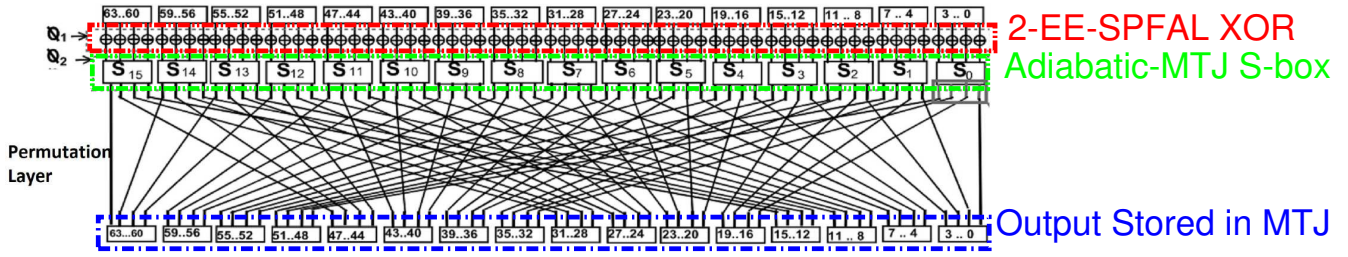 63..60 59..56 55..52 51..48 47..44 43..40 39..36 35..32 31..28 27..24 23..20 19..16 15..12 11 .. 8 7 .. 4 3 .. 0
Ø1 → 2-EE-SPFAL XOR
Ø2 → S15 S14 S13 S12 S11 S10 S9 S8 S7 S6 S5 S4 S3 S2 S1 S0 Adiabatic-MTJ S-box
Permutation
Layer
63...60 59..56 55..52 51..48 47..44 43..40 39..36 35..32 31..28 27..24 23..20 19..16 15..12 11 .. 8 7 .. 4 3 .. 0 Output Stored in MTJ